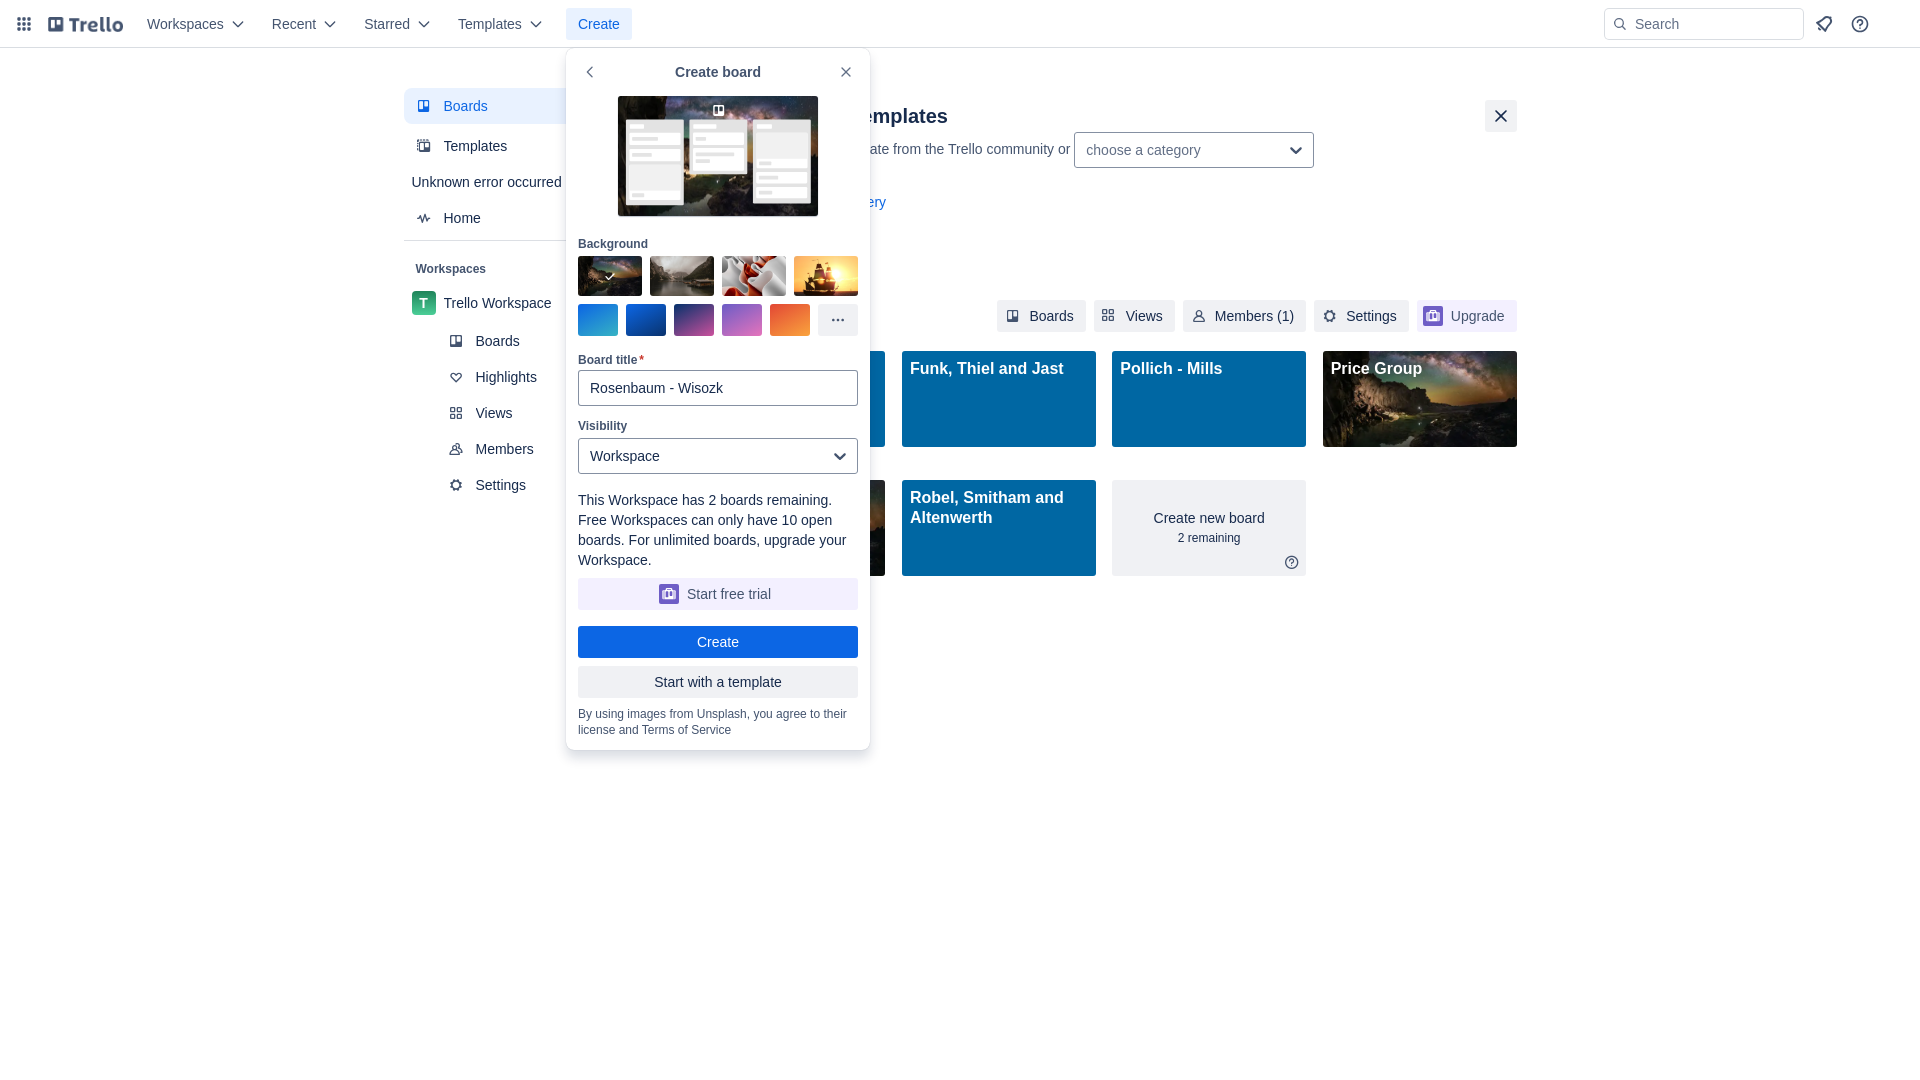 Trello
Workspaces
Recent
Starred
Templates
Create
Search
Create board
Boards
Templates
Unknown error occurred
Home
Workspaces
T
Trello Workspace
Boards
Highlights
Views
Members
Settings
Background
Board title*
Rosenbaum - Wisozk
Visibility
Workspace
This Workspace has 2 boards remaining.
Free Workspaces can only have 10 open
boards. For unlimited boards, upgrade your
Workspace.
Start free trial
Create
Start with a template
By using images from Unsplash, you agree to their
license and Terms of Service
emplates
ate from the Trello community or
choose a category
ery
Boards
Views
Members (1)
Settings
Upgrade
Funk, Thiel and Jast
Pollich - Mills
Price Group
Robel, Smitham and
Altenwerth
Create new board
2 remaining